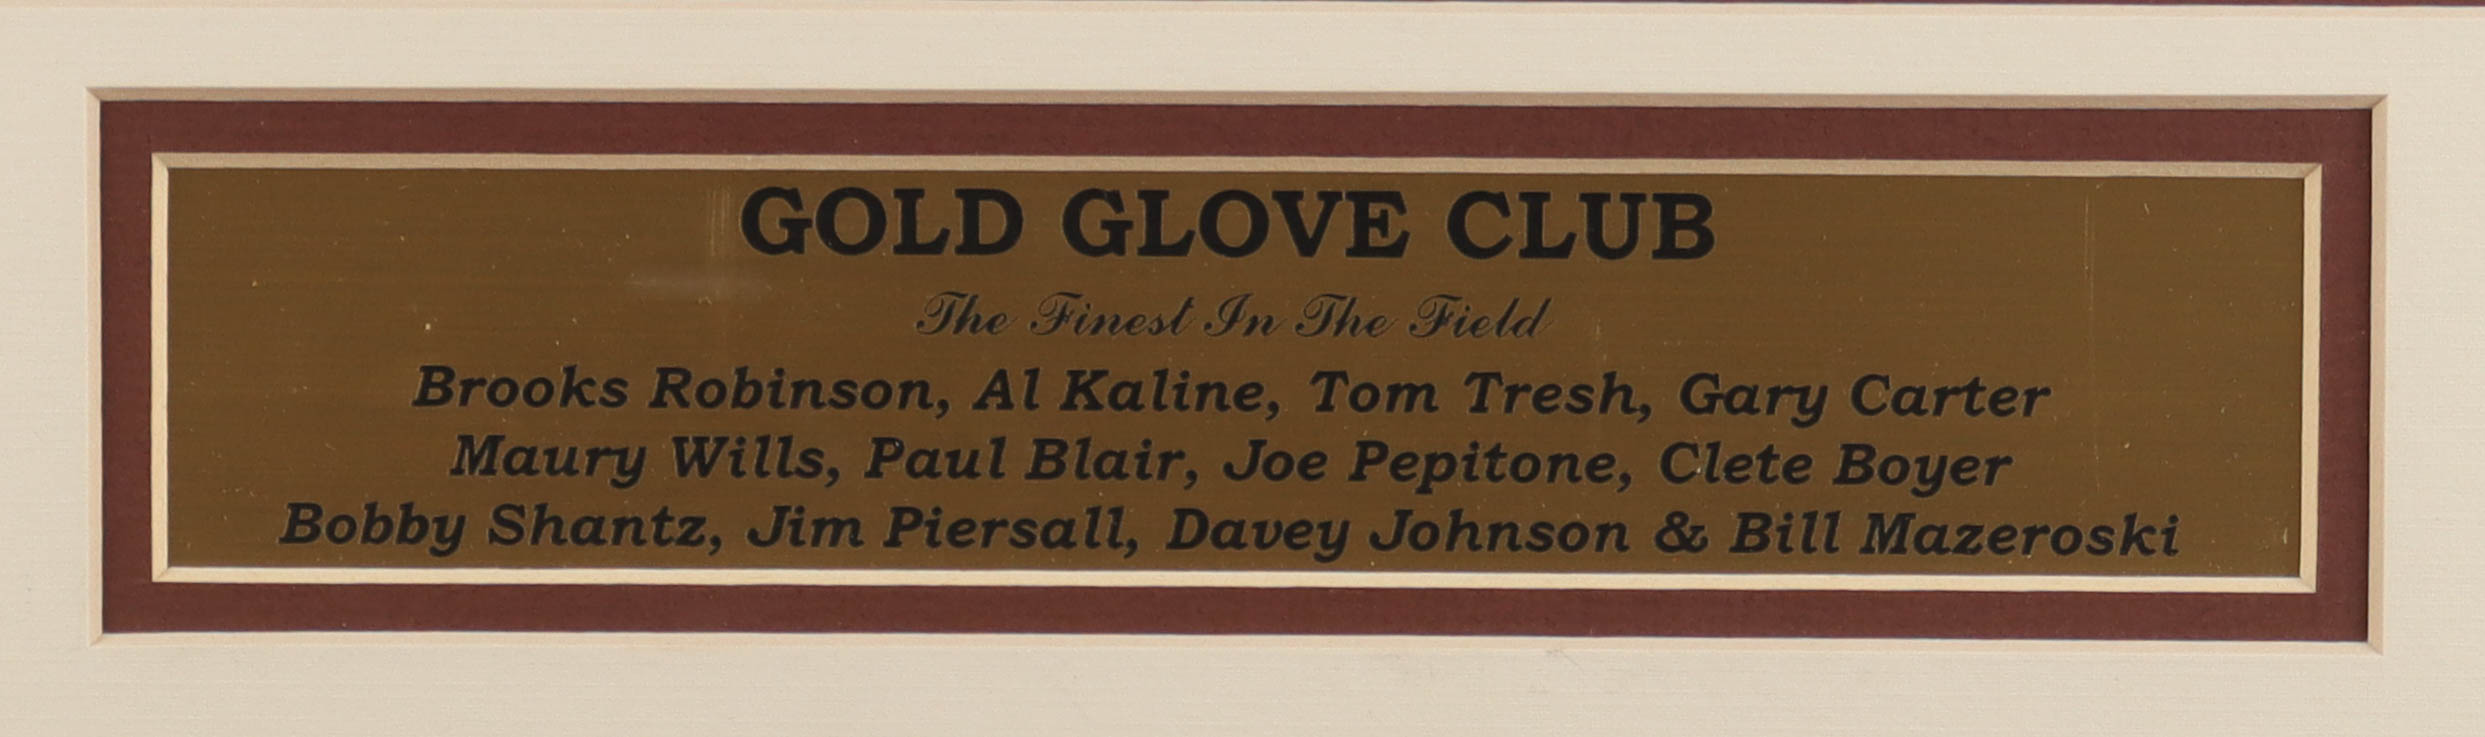 GOLD GLOVE CLUB
The Finest In The Field
Brooks Robinson, Al Kaline, Tom Tresh, Gary Carter
Maury Wills, Paul Blair, Joe Pepitone, Clete Boyer
Bobby Shantz, Jim Piersall, Davey Johnson & Bill Mazeroski